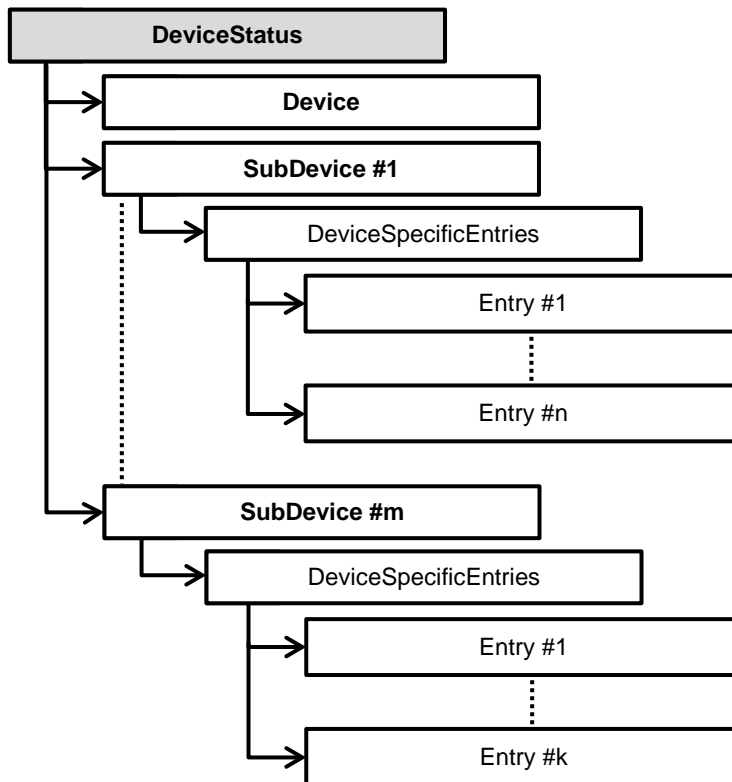 DeviceStatus
Device
SubDevice #1
DeviceSpecificEntries
Entry #1
Entry #n
SubDevice #m
DeviceSpecificEntries
Entry #1
Entry #k